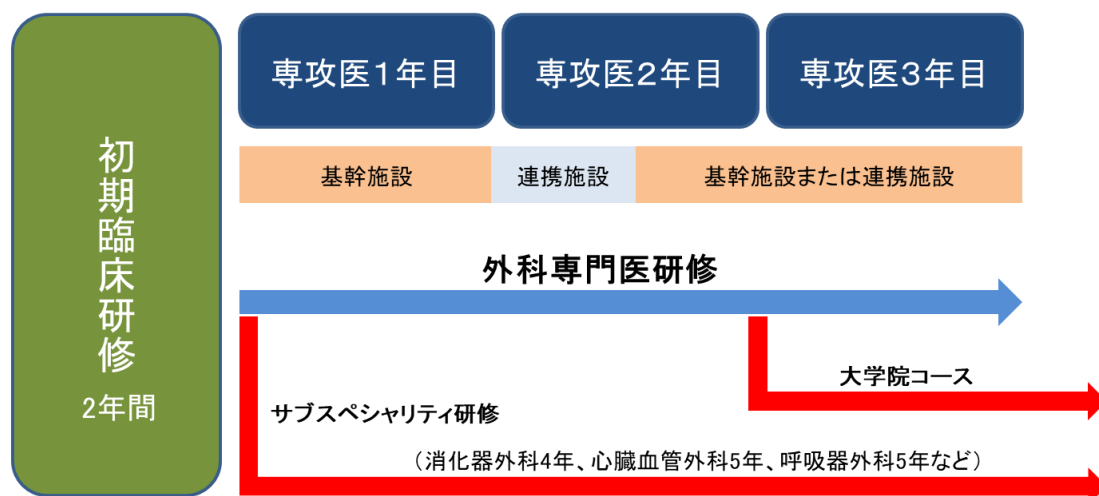 初期臨床研修
2年間
専攻医1年目
専攻医2年目
専攻医3年目
基幹施設
連携施設
基幹施設または連携施設
外科専門医研修
大学院コース
サブスペシャリティ研修
（消化器外科4年、心臓血管外科5年、呼吸器外科5年など）